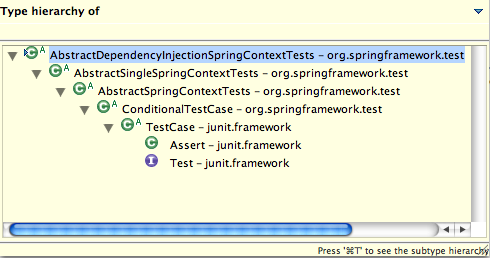 Type hierarchy of
AbstractDependencyInjectionSpringContextTests – org.springframework.test
AbstractSingleSpringContextTests – org.springframework.test
AbstractSpringContextTests – org.springframework.test
ConditionalTestCase – org.springframework.test
TestCase – junit.framework
Assert – junit.framework
Test – junit.framework
Press '⌘T' to see the subtype hierarchy